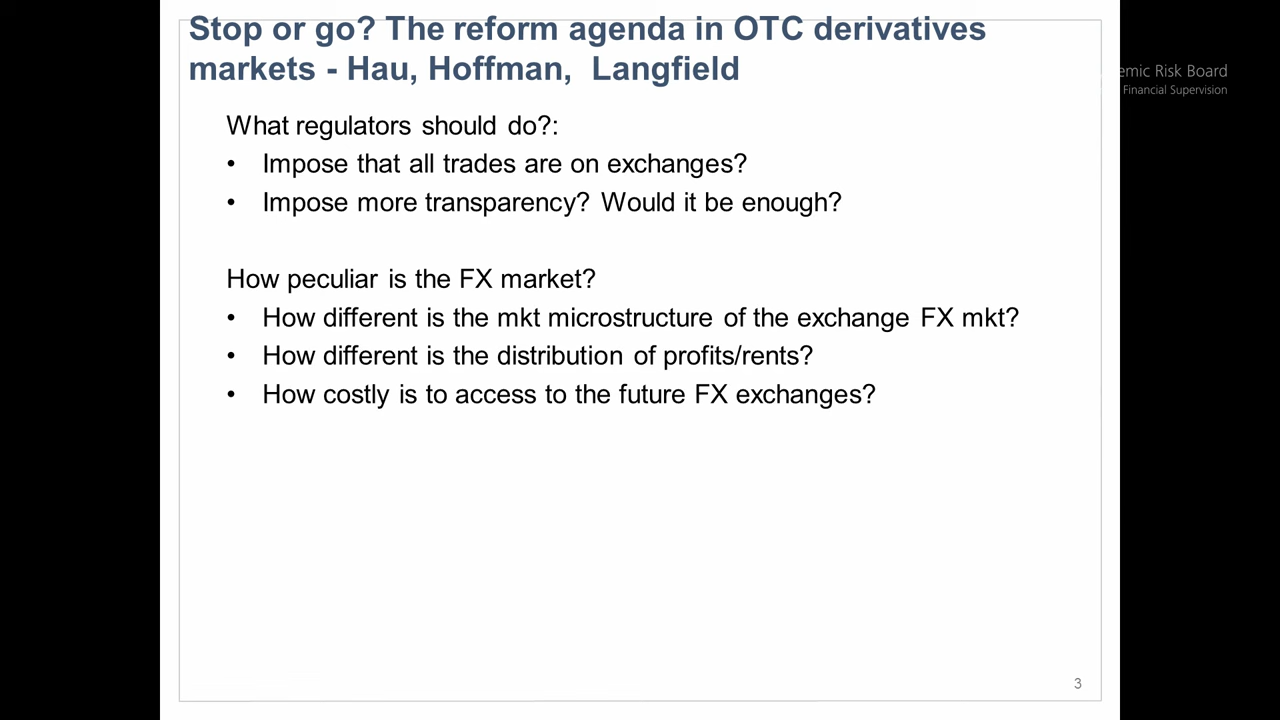 Stop or go? The reform agenda in OTC derivatives
markets - Hau, Hoffman, Langfield
emic Risk Board
Financial Supervision
What regulators should do?:
• Impose that all trades are on exchanges?
• Impose more transparency? Would it be enough?
How peculiar is the FX market?
• How different is the mkt microstructure of the exchange FX mkt?
• How different is the distribution of profits/rents?
• How costly is to access to the future FX exchanges?
3